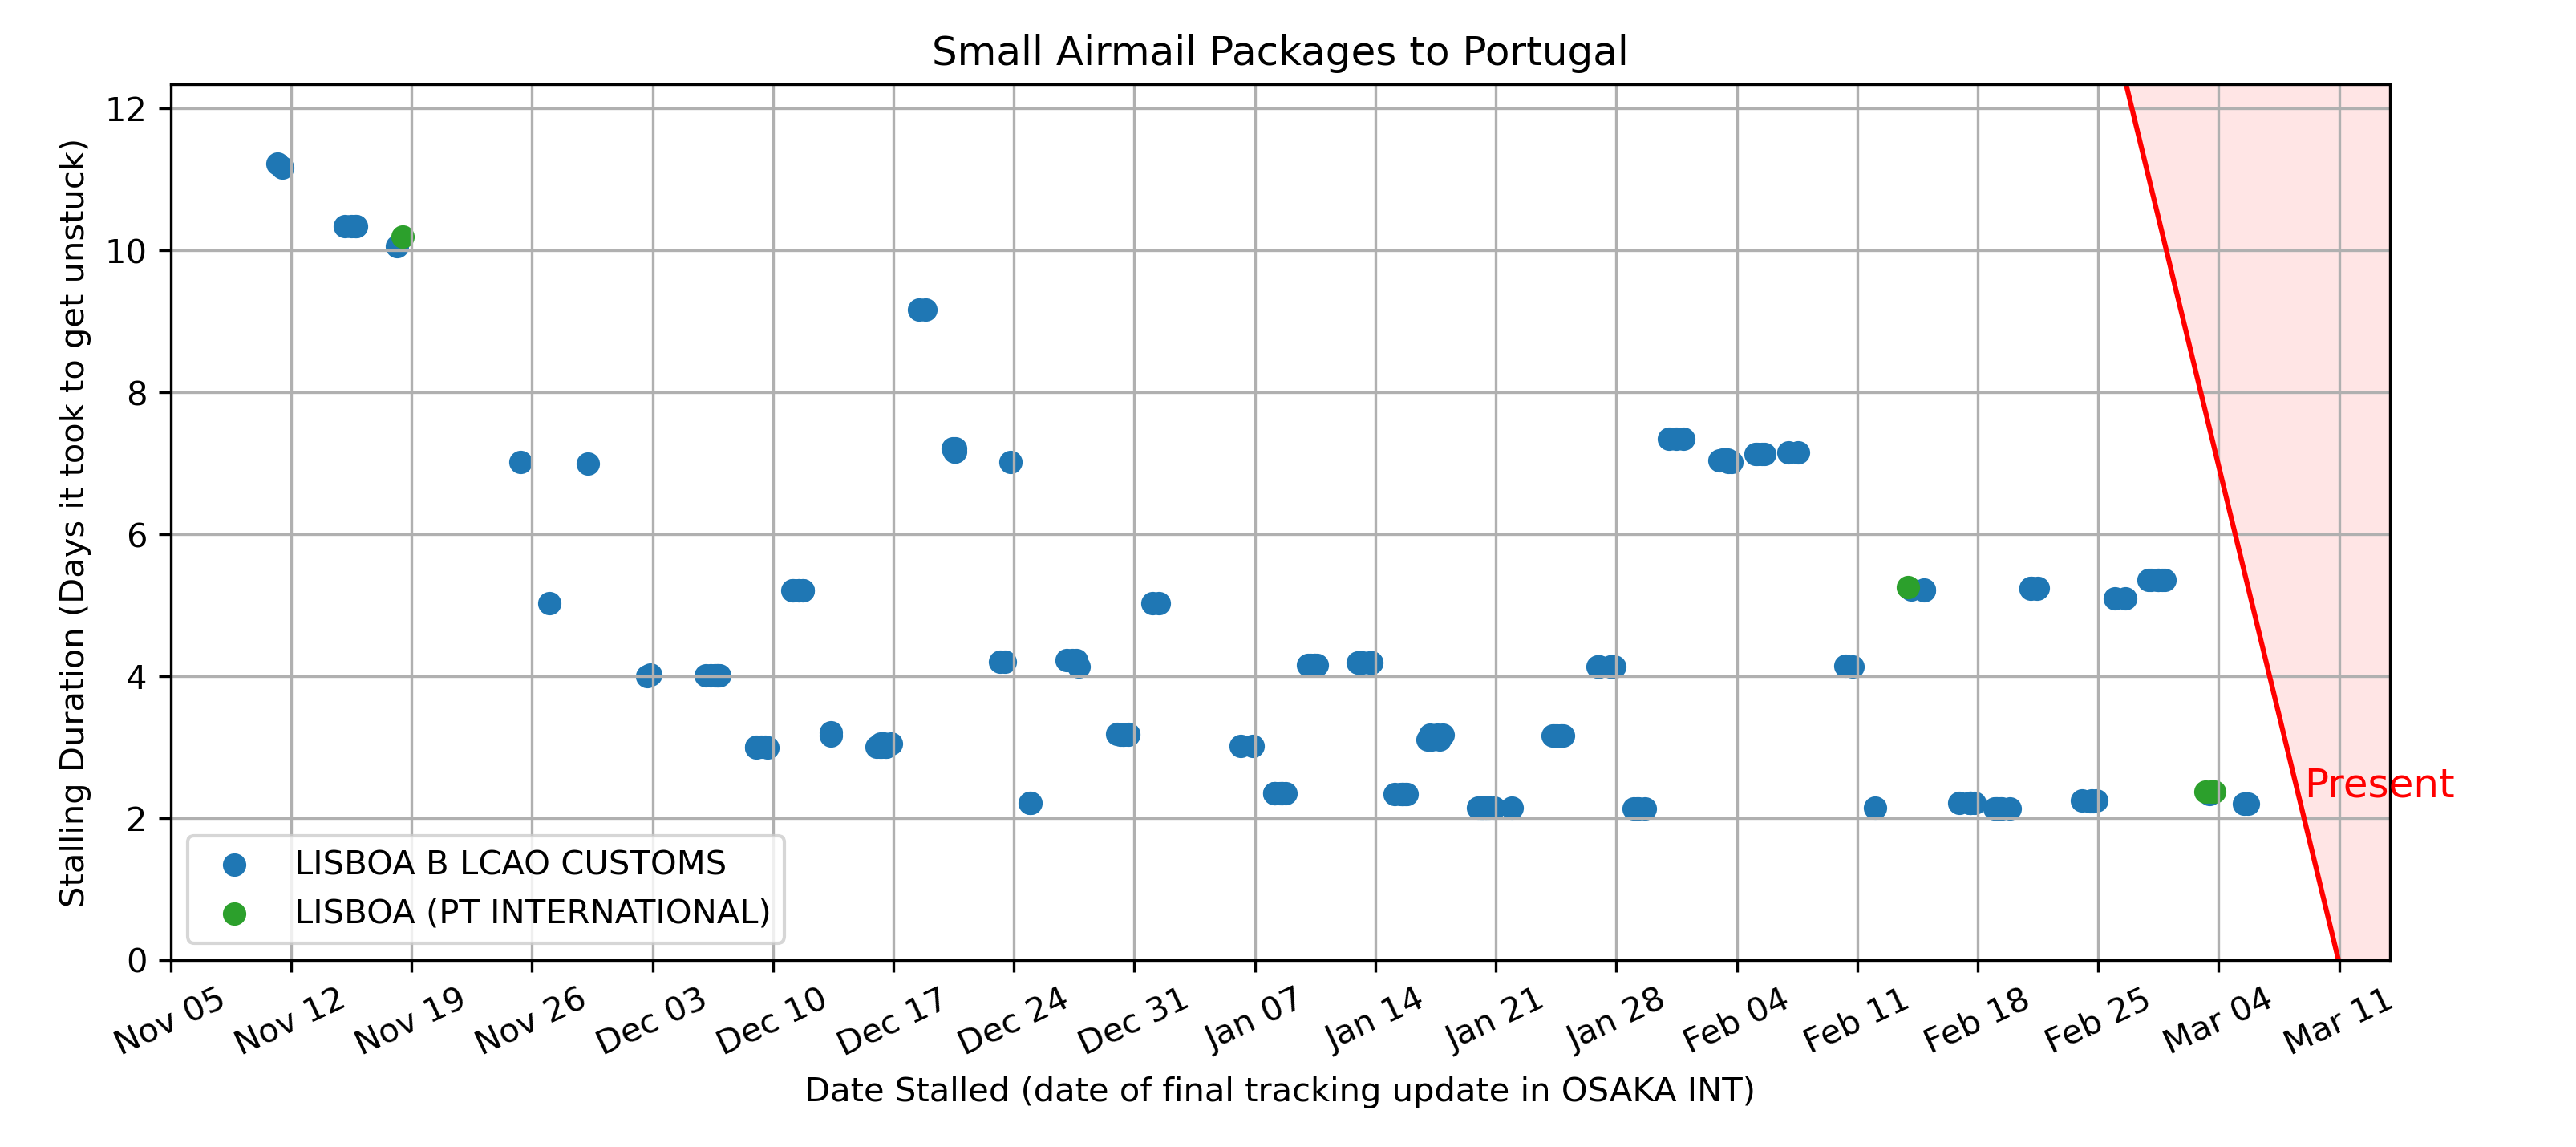 Small Airmail Packages to Portugal
Stalling Duration (Days it took to get unstuck)
12
10
8
6
4
2
0
Present
LISBOA B LCAO CUSTOMS
LISBOA (PT INTERNATIONAL)
Nov 05
Nov 12
Nov 19
Nov 26
Dec 03
Dec 10
Dec 17
Dec 24
Dec 31
Jan 07
Jan 14
Jan 21
Jan 28
Feb 04
Feb 11
Feb 18
Feb 25
Mar 04
Mar 11
Date Stalled (date of final tracking update in OSAKA INT)